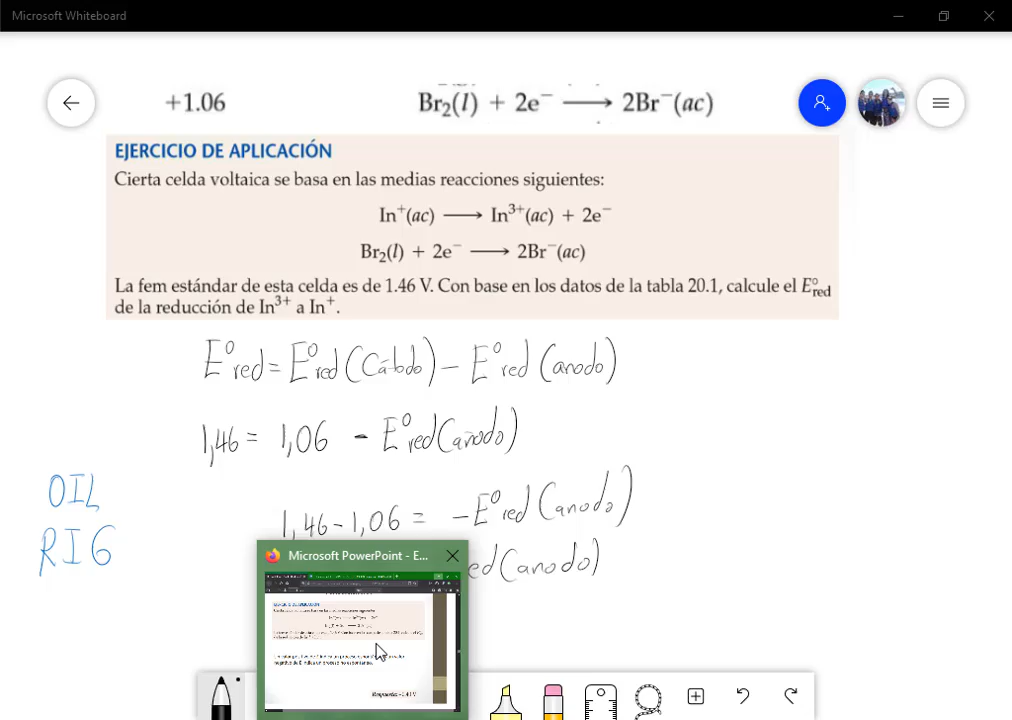 Microsoft Whiteboard
+1.06 Br₂(l) + 2e⁻ ⟶ 2Br⁻(ac)
EJERCICIO DE APLICACIÓN
Cierta celda voltaica se basa en las medias reacciones siguientes:
In⁺(ac) ⟶ In³⁺(ac) + 2e⁻
Br₂(l) + 2e⁻ ⟶ 2Br⁻(ac)
La fem estándar de esta celda es de 1.46 V. Con base en los datos de la tabla 20.1, calcule el E°red
de la reducción de In³⁺ a In⁺.
E°red = E°red (Cátodo) - E°red (anodo)
1,46 = 1,06 - E°red (anodo)
OIL
RIG
1,46 - 1,06 = - E°red (anodo)
ed (anodo)
Microsoft PowerPoint - E...
EJERCICIO DE APLICACIÓN